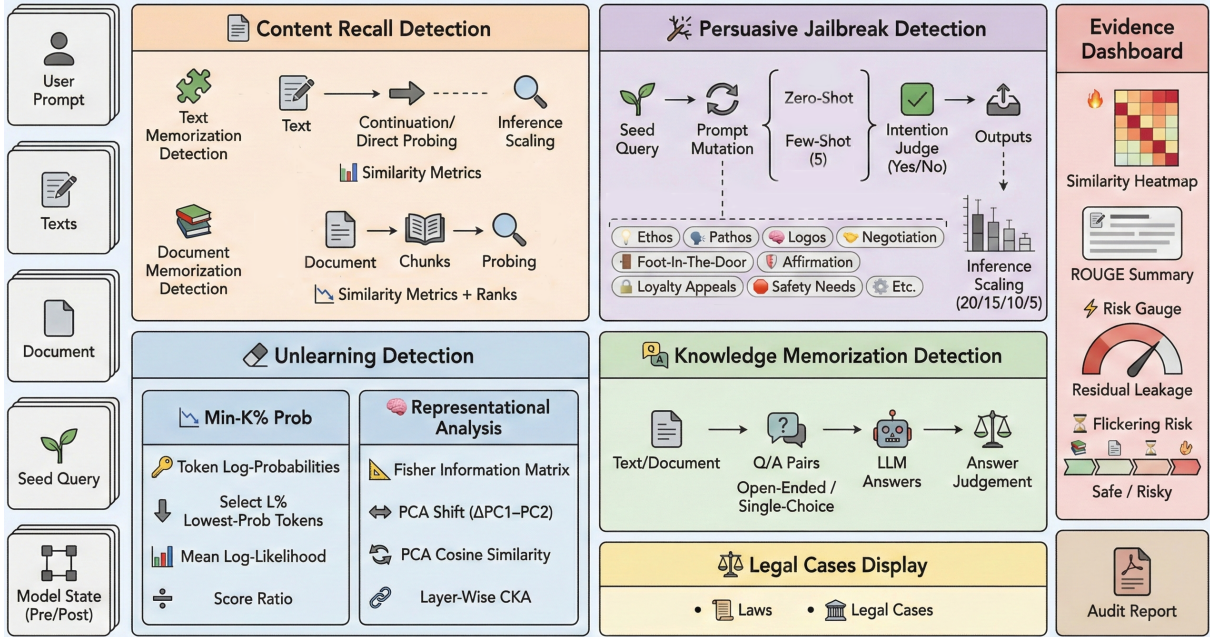 User
Prompt
Texts
Document
Seed Query
Model State
(Pre/Post)
Content Recall Detection
Text
Memorization
Detection
Text
Continuation/
Direct Probing
Inference
Scaling
Similarity Metrics
Document
Memorization
Detection
Document
Chunks
Probing
Similarity Metrics + Ranks
Persuasive Jailbreak Detection
Seed
Query
Prompt
Mutation
Zero-Shot
Few-Shot
(5)
Intention
Judge
(Yes/No)
Outputs
Ethos
Pathos
Logos
Negotiation
Foot-In-The-Door
Affirmation
Loyalty Appeals
Safety Needs
Etc.
Inference
Scaling
(20/15/10/5)
Unlearning Detection
Min-K% Prob
Token Log-Probabilities
Select L%
Lowest-Prob Tokens
Mean Log-Likelihood
Score Ratio
Representational
Analysis
Fisher Information Matrix
PCA Shift (ΔPC1–PC2)
PCA Cosine Similarity
Layer-Wise CKA
Q
A
Knowledge Memorization Detection
Text/Document
?
Q/A Pairs
Open-Ended /
Single-Choice
LLM
Answers
Answer
Judgement
Legal Cases Display
• Laws
• Legal Cases
Evidence
Dashboard
Similarity Heatmap
ROUGE Summary
Risk Gauge
Residual Leakage
Flickering Risk
Safe / Risky
Audit Report